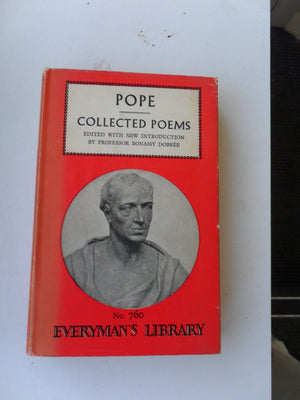 POPE
COLLECTED POEMS
EDITED WITH NEW INTRODUCTION
BY PROFESSOR BONAMY DOBRÉE
No. 760
EVERYMAN'S LIBRARY